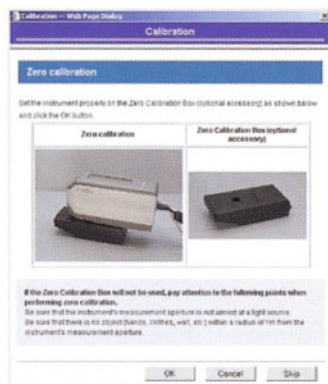 Calibration -- Web Page Dialog
Calibration
Zero calibration
Set the instrument properly on the Zero Calibration Box (optional accessory) as shown below
and click the OK button.
Zero calibration
Zero Calibration Box (optional
accessory)
If the Zero Calibration Box will not be used, pay attention to the following points when
performing zero calibration.
Be sure that the instrument's measurement aperture is not aimed at a light source.
Be sure that there is no object (hands, clothes, wall, etc.) within a radius of 1m from the
instrument's measurement aperture.
OK
Cancel
Skip